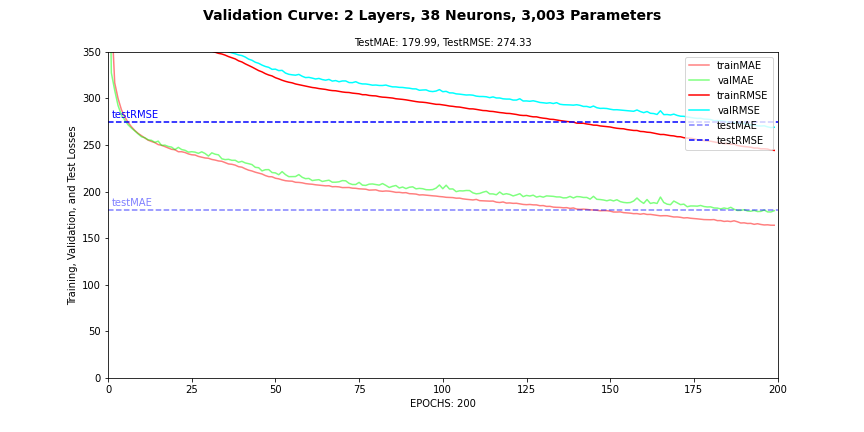 Validation Curve: 2 Layers, 38 Neurons, 3,003 Parameters
TestMAE: 179.99, TestRMSE: 274.33
Training, Validation, and Test Losses
350
300
250
200
150
100
50
0
testRMSE
testMAE
trainMAE
valMAE
trainRMSE
valRMSE
testMAE
testRMSE
0
25
50
75
100
125
150
175
200
EPOCHS: 200